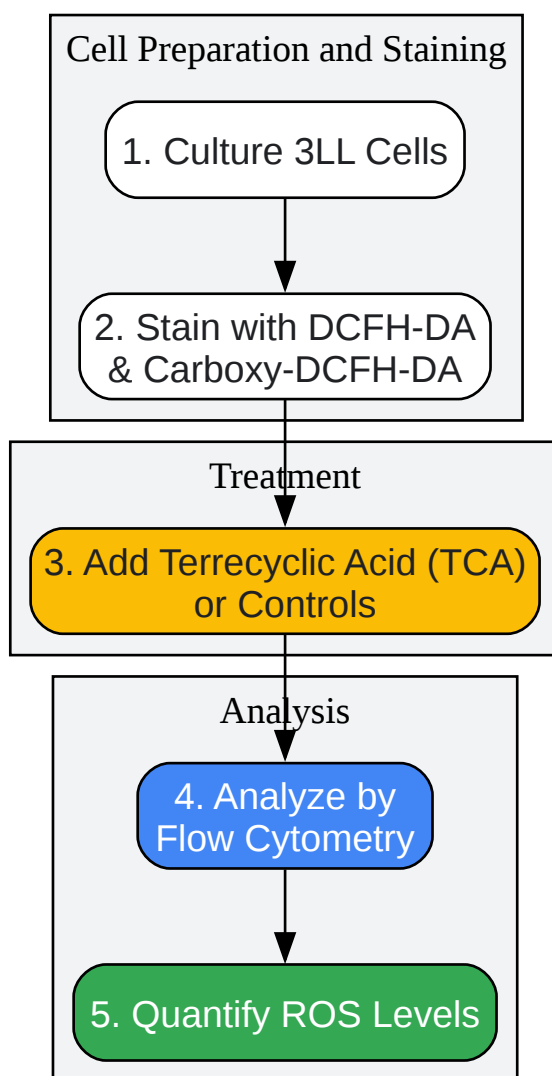 Cell Preparation and Staining
1. Culture 3LL Cells
2. Stain with DCFH-DA
& Carboxy-DCFH-DA
Treatment
3. Add Terrecyclic Acid (TCA)
or Controls
Analysis
4. Analyze by
Flow Cytometry
5. Quantify ROS Levels